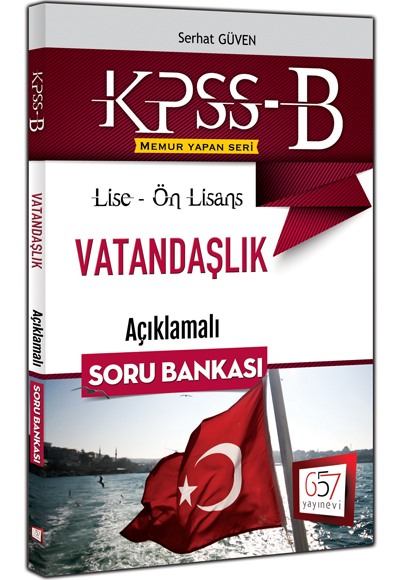 Serhat GÜVEN
KPSS-B
MEMUR YAPAN SERİ
Lise - Ön Lisans
VATANDAŞLIK
Açıklamalı
SORU BANKASI
657
yayınevi
KPSS-B
VATANDAŞLIK
Açıklamalı
SORU BANKASI
657